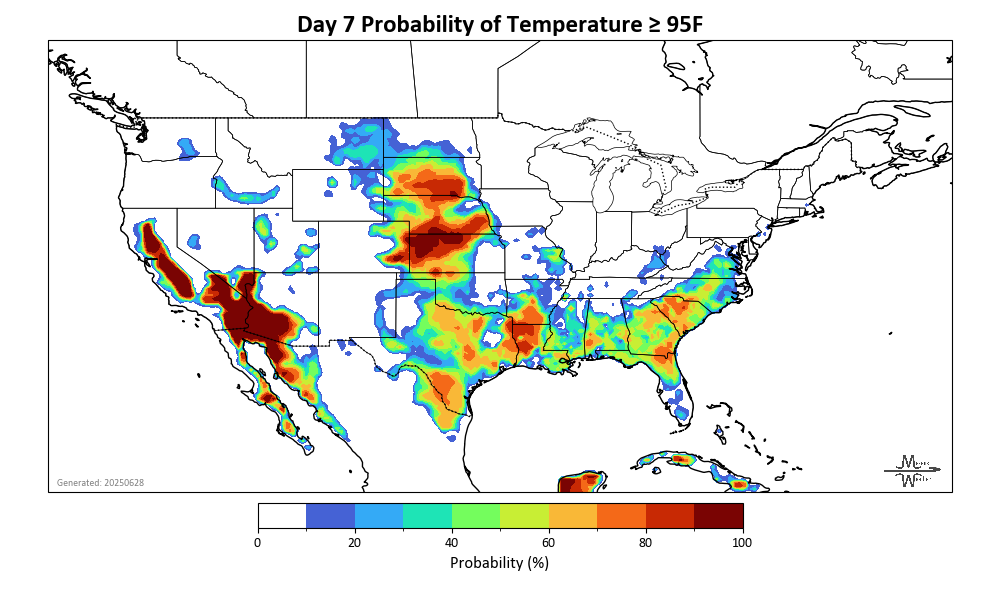 Day 7 Probability of Temperature ≥ 95F
Generated: 20250628
0 20 40 60 80 100
Probability (%)